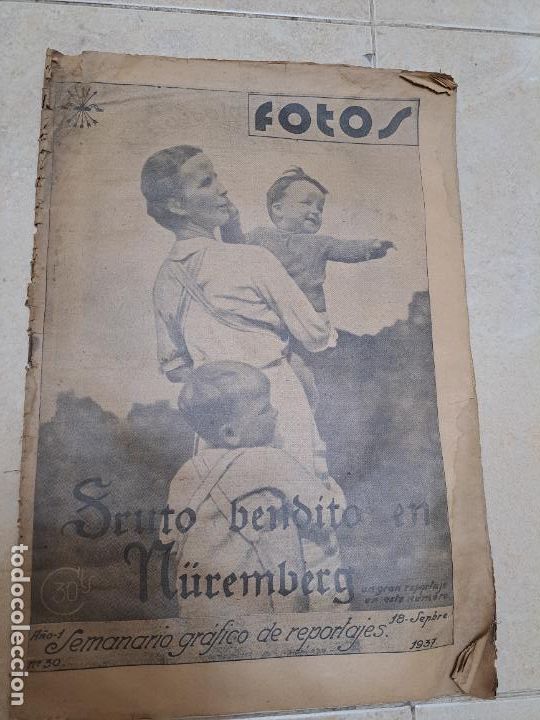 FOTOS
Fruto bendito en
Nüremberg
un gran reportaje
en este número
30 cts
Año-1
nº 30
Semanario gráfico de reportajes.
18-Sepbre.
1937
todocoleccion.net